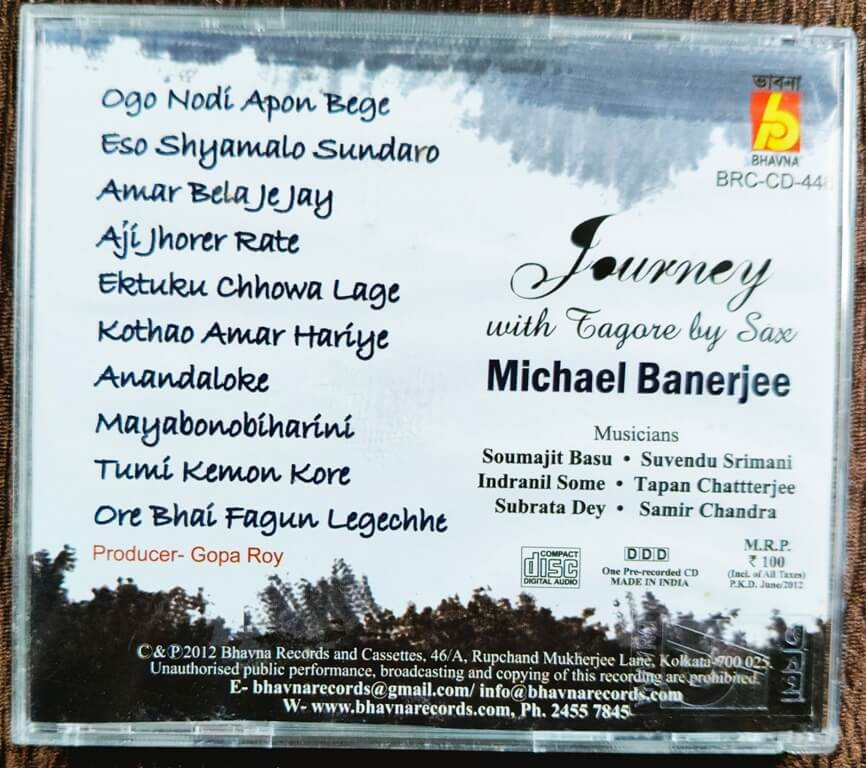 Ogo Nodi Apon Bege
Eso Shyamalo Sundaro
Amar Bela Je Jay
Aji Jhorer Rate
Ektuku Chhowa Lage
Kothao Amar Hariye
Anandaloke
Mayabonobiharini
Tumi Kemon Kore
Ore Bhai Fagun Legechhe
Producer- Gopa Roy
ভাবনা
BHAVNA
BRC-CD-446
Journey
with Tagore by Sax
Michael Banerjee
Musicians
Soumajit Basu • Suvendu Srimani
Indranil Some • Tapan Chattterjee
Subrata Dey • Samir Chandra
COMPACT
disc
DIGITAL AUDIO
DDD
One Pre-recorded CD
MADE IN INDIA
M.R.P.
₹ 100
(Incl. of All Taxes)
P.K.D. June/2012
C&P2012 Bhavna Records and Cassettes, 46/A, Rupchand Mukherjee Lane, Kolkata-700 025.
Unauthorised public performance, broadcasting and copying of this recording are prohibited.
E- bhavnarecords@gmail.com/ info@bhavnarecords.com
W- www.bhavnarecords.com, Ph. 2455 7845